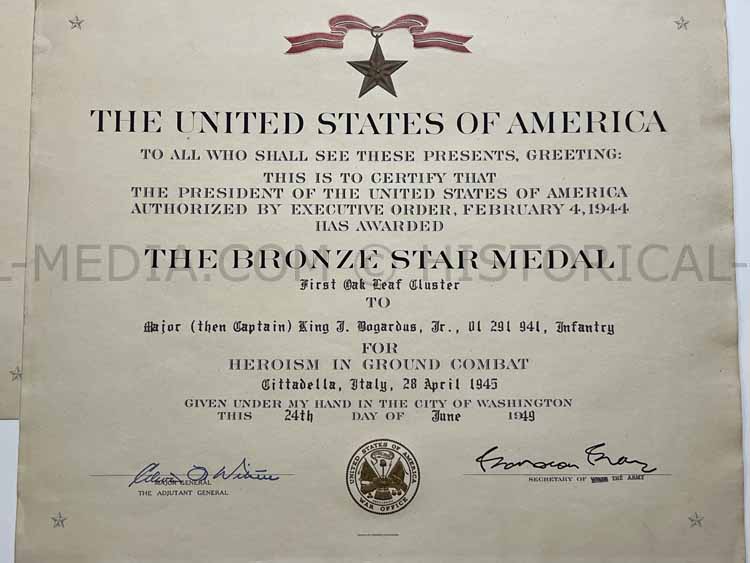 THE UNITED STATES OF AMERICA
TO ALL WHO SHALL SEE THESE PRESENTS, GREETING:
THIS IS TO CERTIFY THAT
THE PRESIDENT OF THE UNITED STATES OF AMERICA
AUTHORIZED BY EXECUTIVE ORDER, FEBRUARY 4, 1944
HAS AWARDED
L-MEDIA.COM © HISTORICAL-
THE BRONZE STAR MEDAL
First Oak Leaf Cluster
TO
Major (then Captain) King J. Bogardus, Jr., 01 291 941, Infantry
FOR
HEROISM IN GROUND COMBAT
Cittadella, Italy, 28 April 1945
GIVEN UNDER MY HAND IN THE CITY OF WASHINGTON
THIS 24th DAY OF June 1949
MAJOR GENERAL
THE ADJUTANT GENERAL
UNITED STATES OF AMERICA
WAR OFFICE
SECRETARY OF THE ARMY